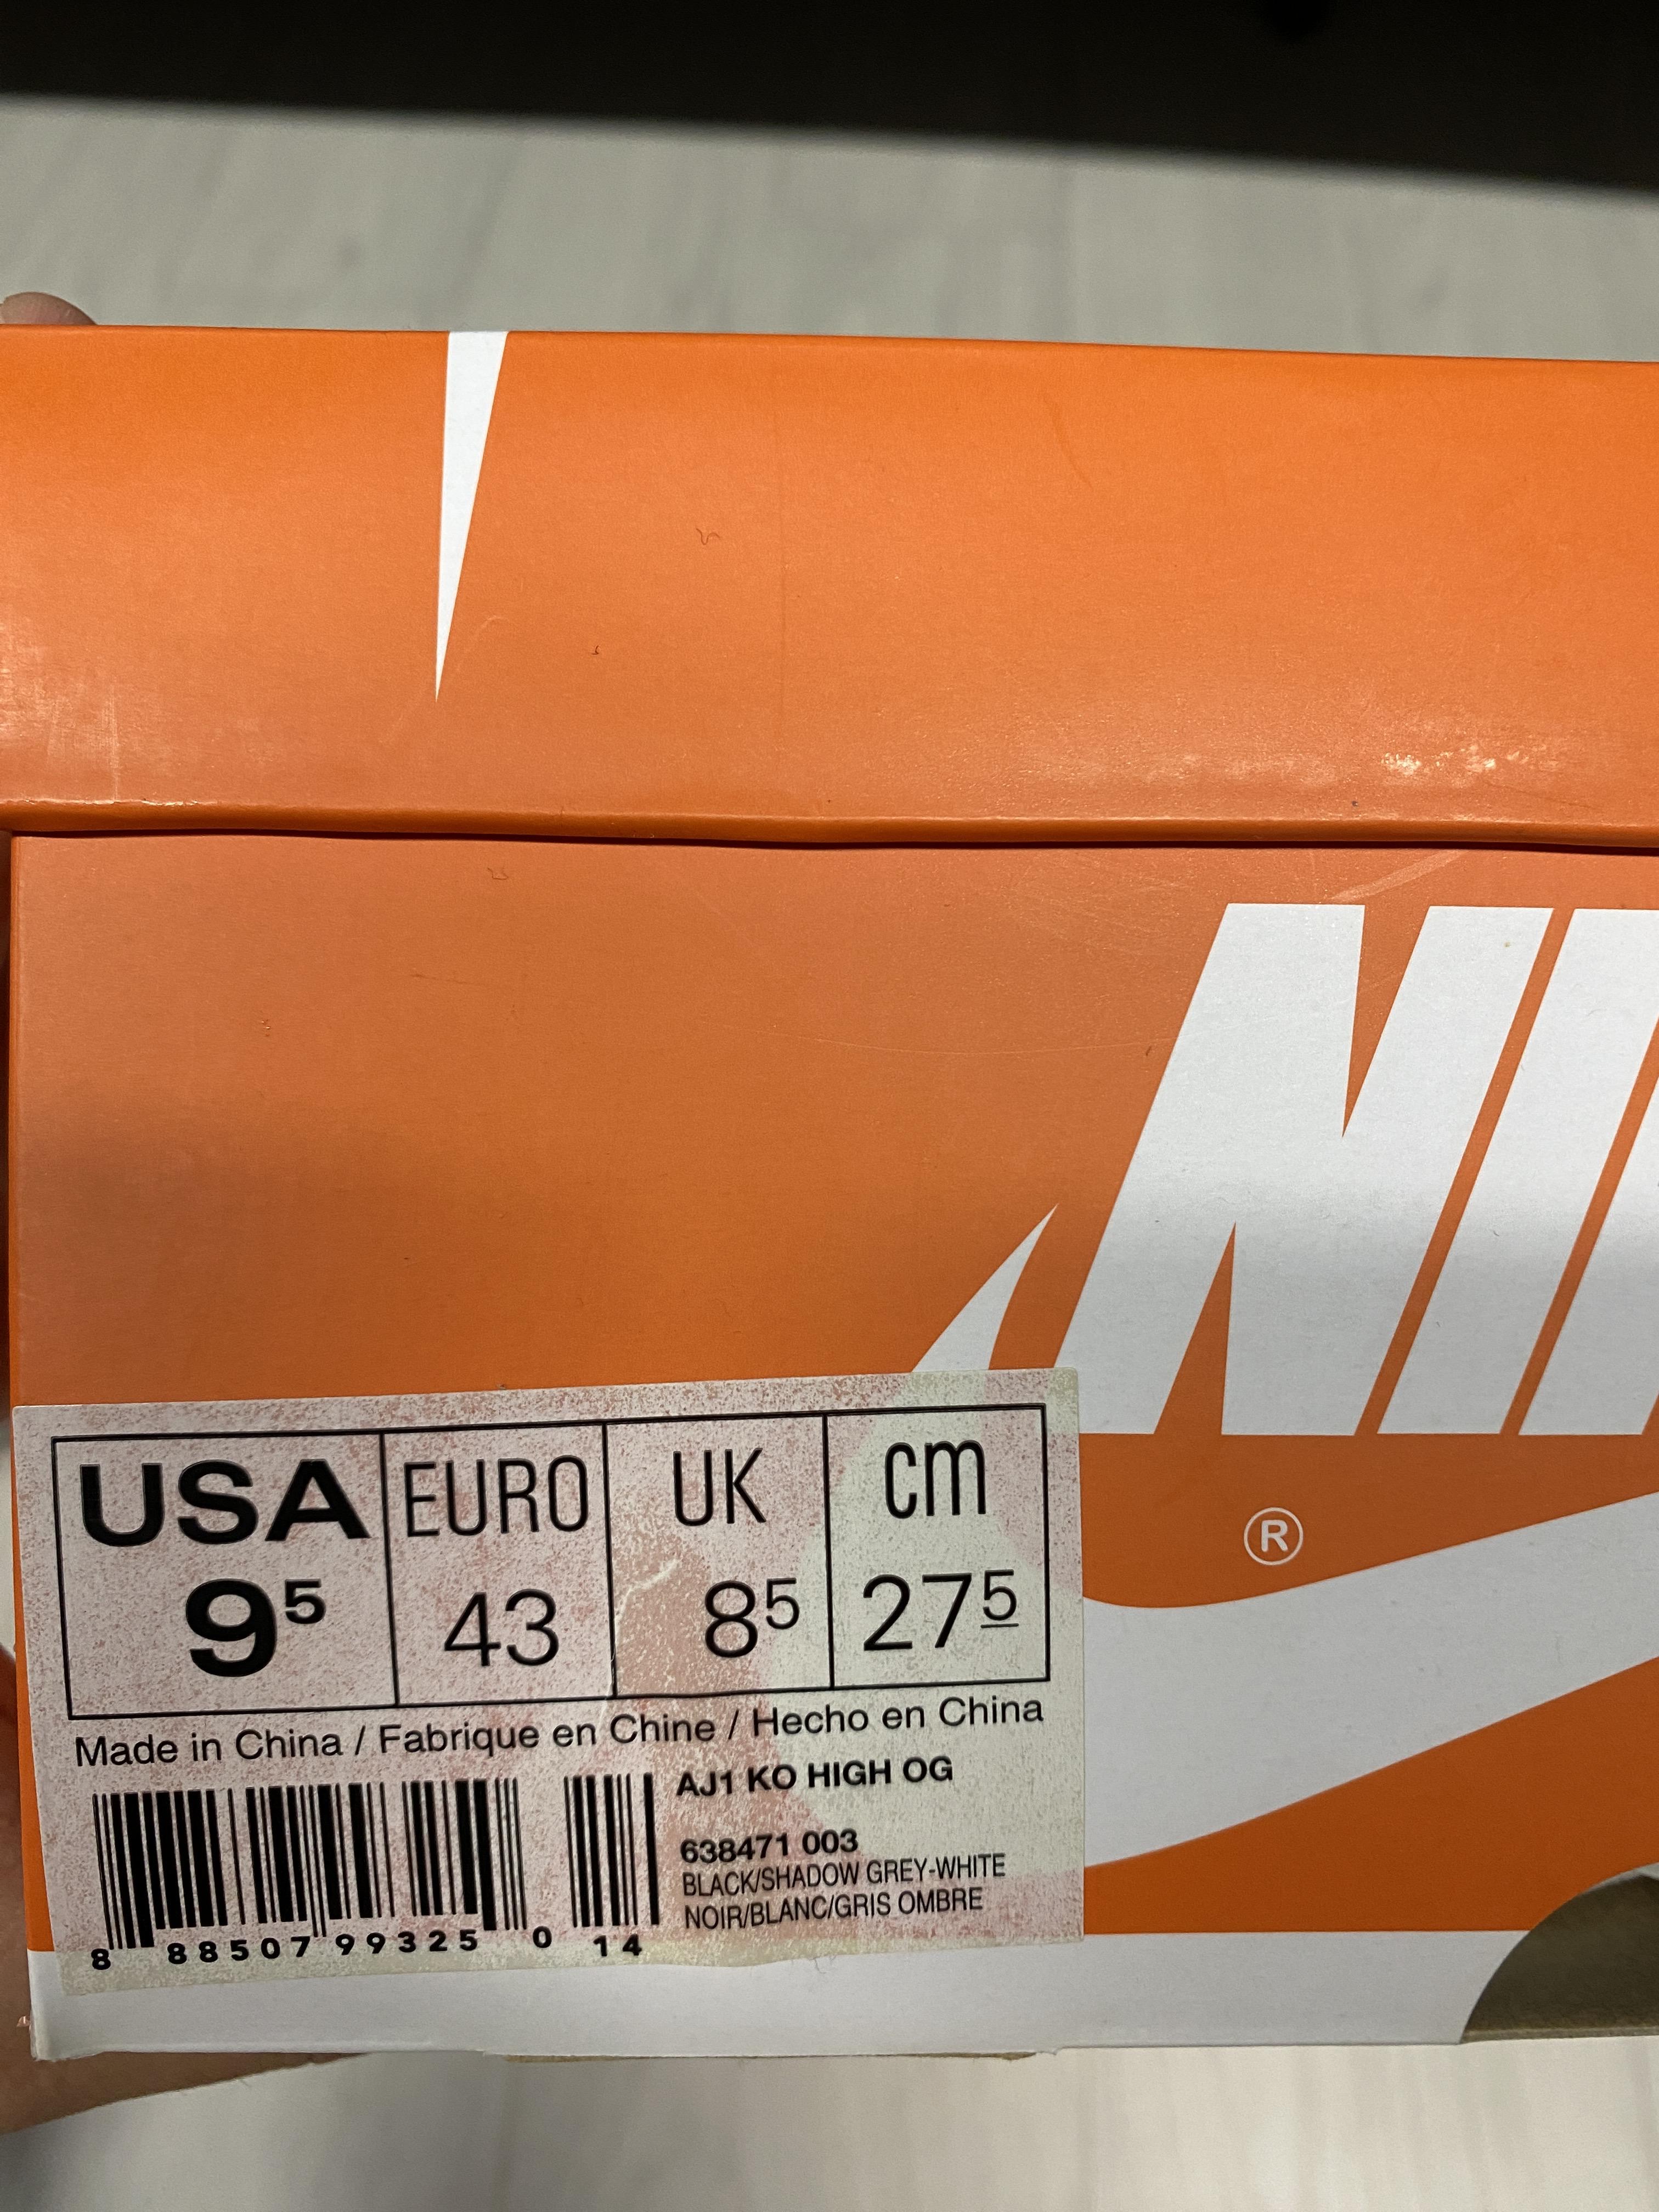 NI
®
USA EURO UK cm
9⁵ 43 8⁵ 27⁵
Made in China / Fabrique en Chine / Hecho en China
AJ1 KO HIGH OG
638471 003
BLACK/SHADOW GREY-WHITE
NOIR/BLANC/GRIS OMBRE
8 88507 99325 0 14